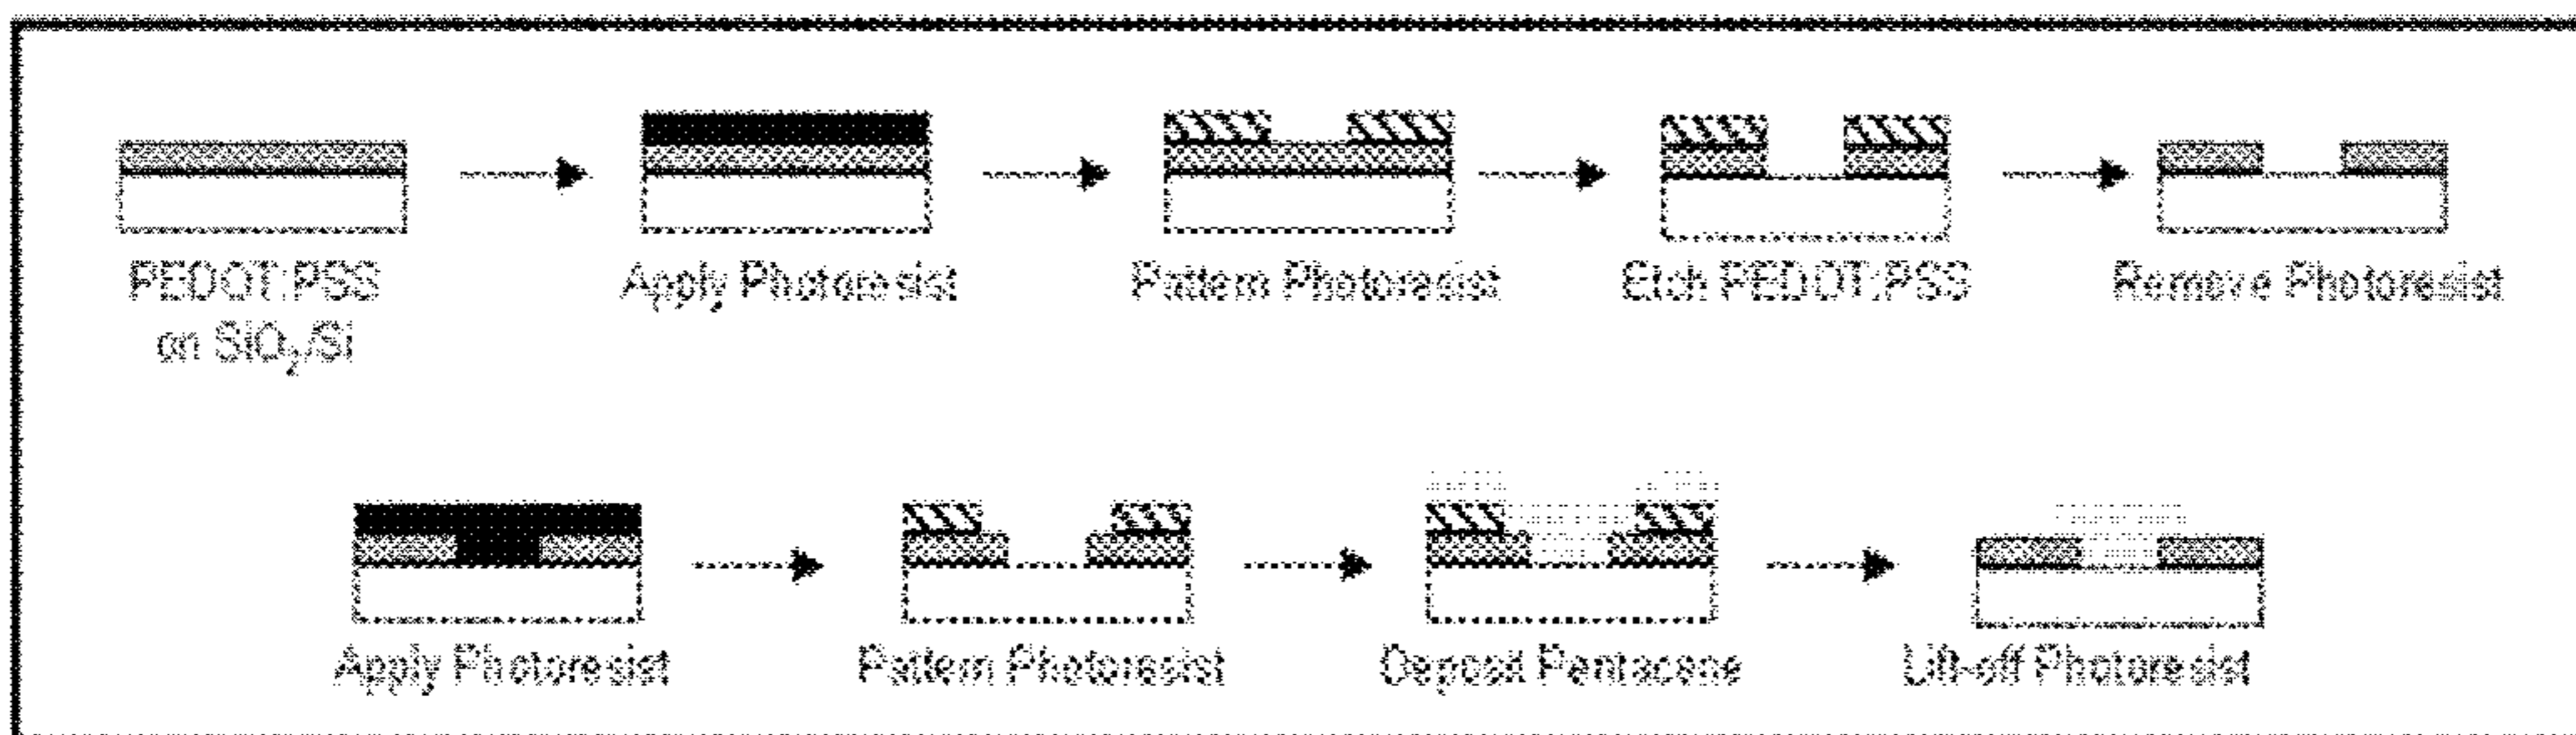 PEDOT:PSS
on SiO₂/Si
Apply Photoresist
Pattern Photoresist
Etch PEDOT:PSS
Remove Photoresist
Apply Photoresist
Pattern Photoresist
Deposit Pentacene
Lift-off Photoresist